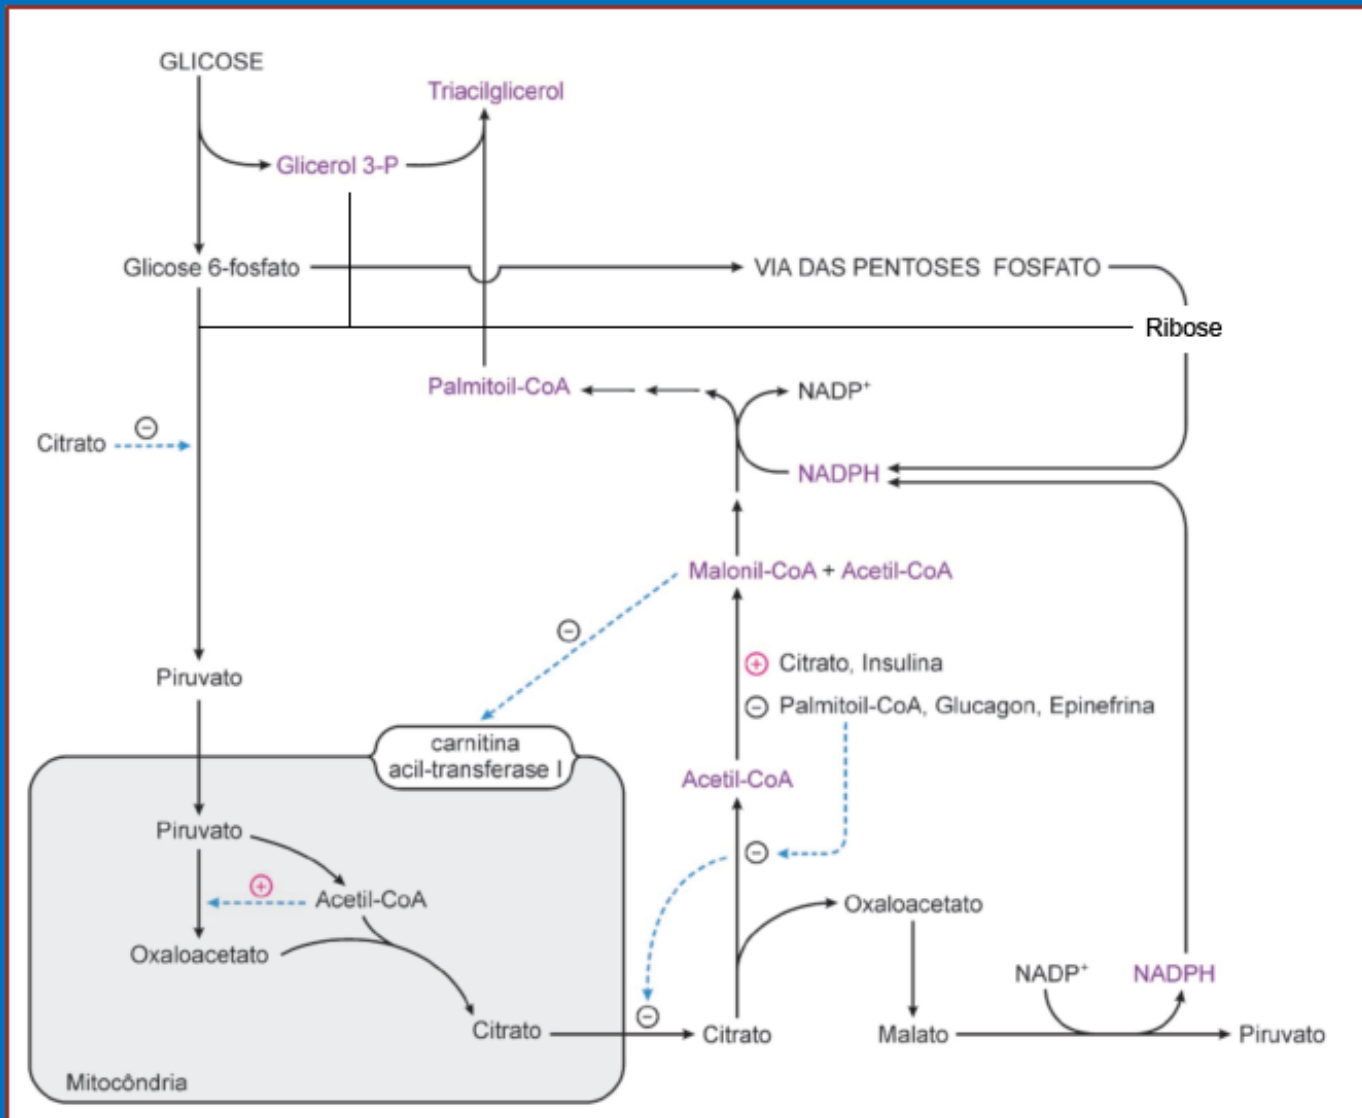 GLICOSE
Triacilglicerol
Glicerol 3-P
Glicose 6-fosfato
VIA DAS PENTOSES FOSFATO
Ribose
Palmitoil-CoA
NADP⁺
Citrato
NADPH
Malonil-CoA + Acetil-CoA
Citrato, Insulina
Piruvato
Palmitoil-CoA, Glucagon, Epinefrina
carnitina
acil-transferase I
Acetil-CoA
Piruvato
Acetil-CoA
Oxaloacetato
Oxaloacetato
NADP⁺
NADPH
Citrato
Citrato
Malato
Piruvato
Mitocôndria